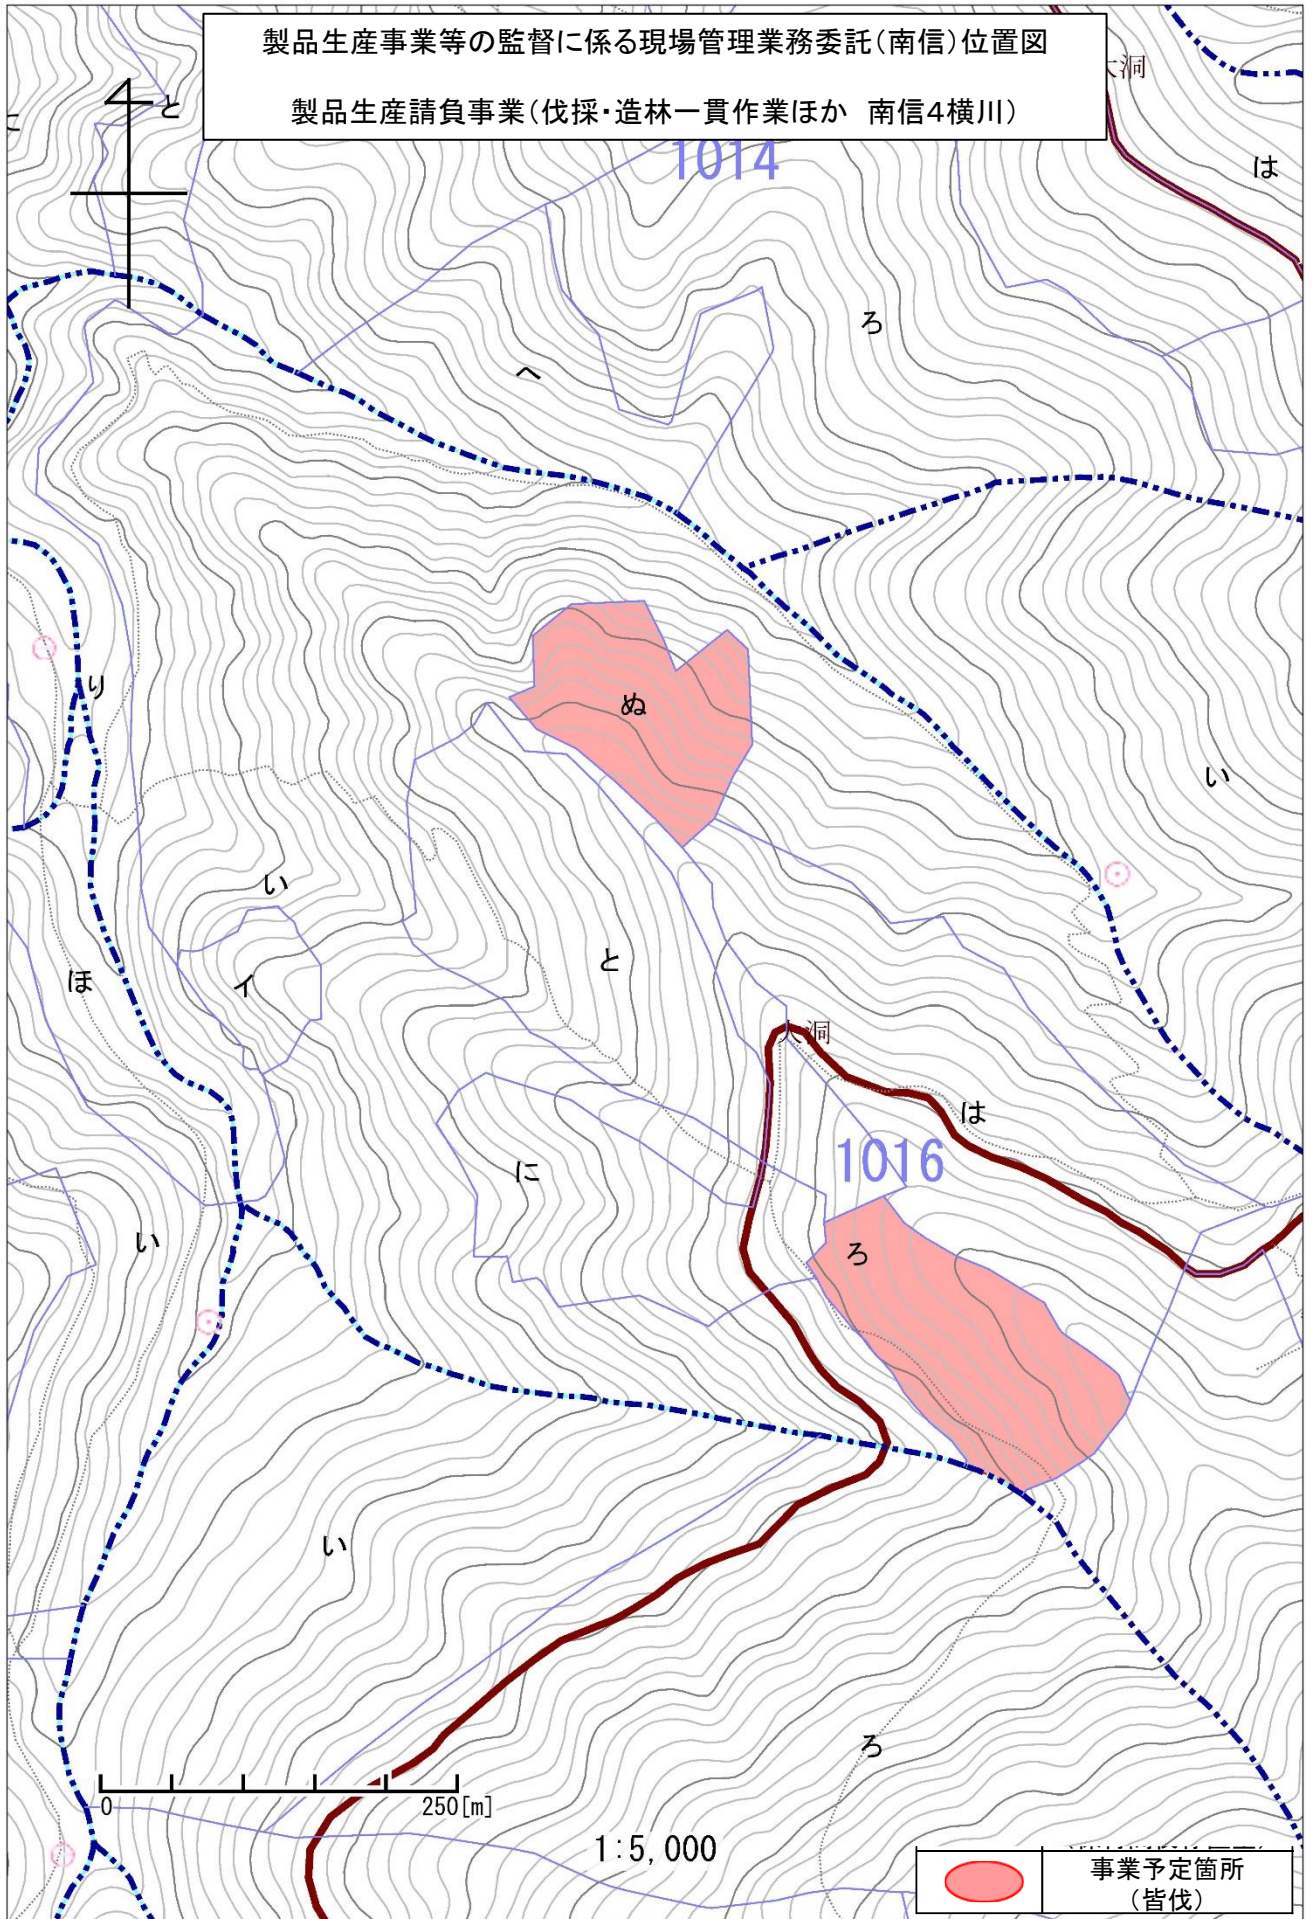 製品生産事業等の監督に係る現場管理業務委託(南信)位置図
製品生産請負事業(伐採・造林一貫作業ほか 南信4横川)
と
洞
1014
は
ろ
へ
り
ぬ
い
い
と
ほ
イ
大洞
は
1016
に
い
ろ
い
ろ
0
250[m]
1:5,000
事業予定箇所
(皆伐)